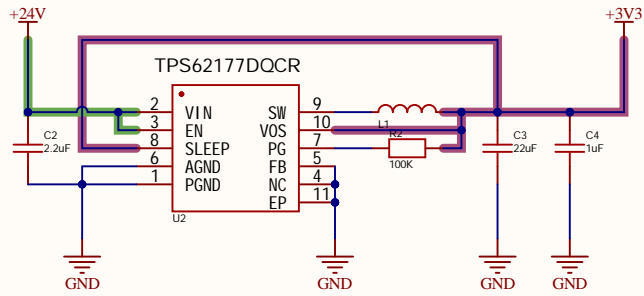 +24V
+3V3
TPS62177DQCR
2 VIN SW 9
3 EN VOS 10
8 SLEEP PG 7
6 AGND FB 5
1 PGND NC 4
EP 11
U2
L1
R2
100K
C2
2.2uF
C3
22uF
C4
1uF
GND
GND
GND
GND